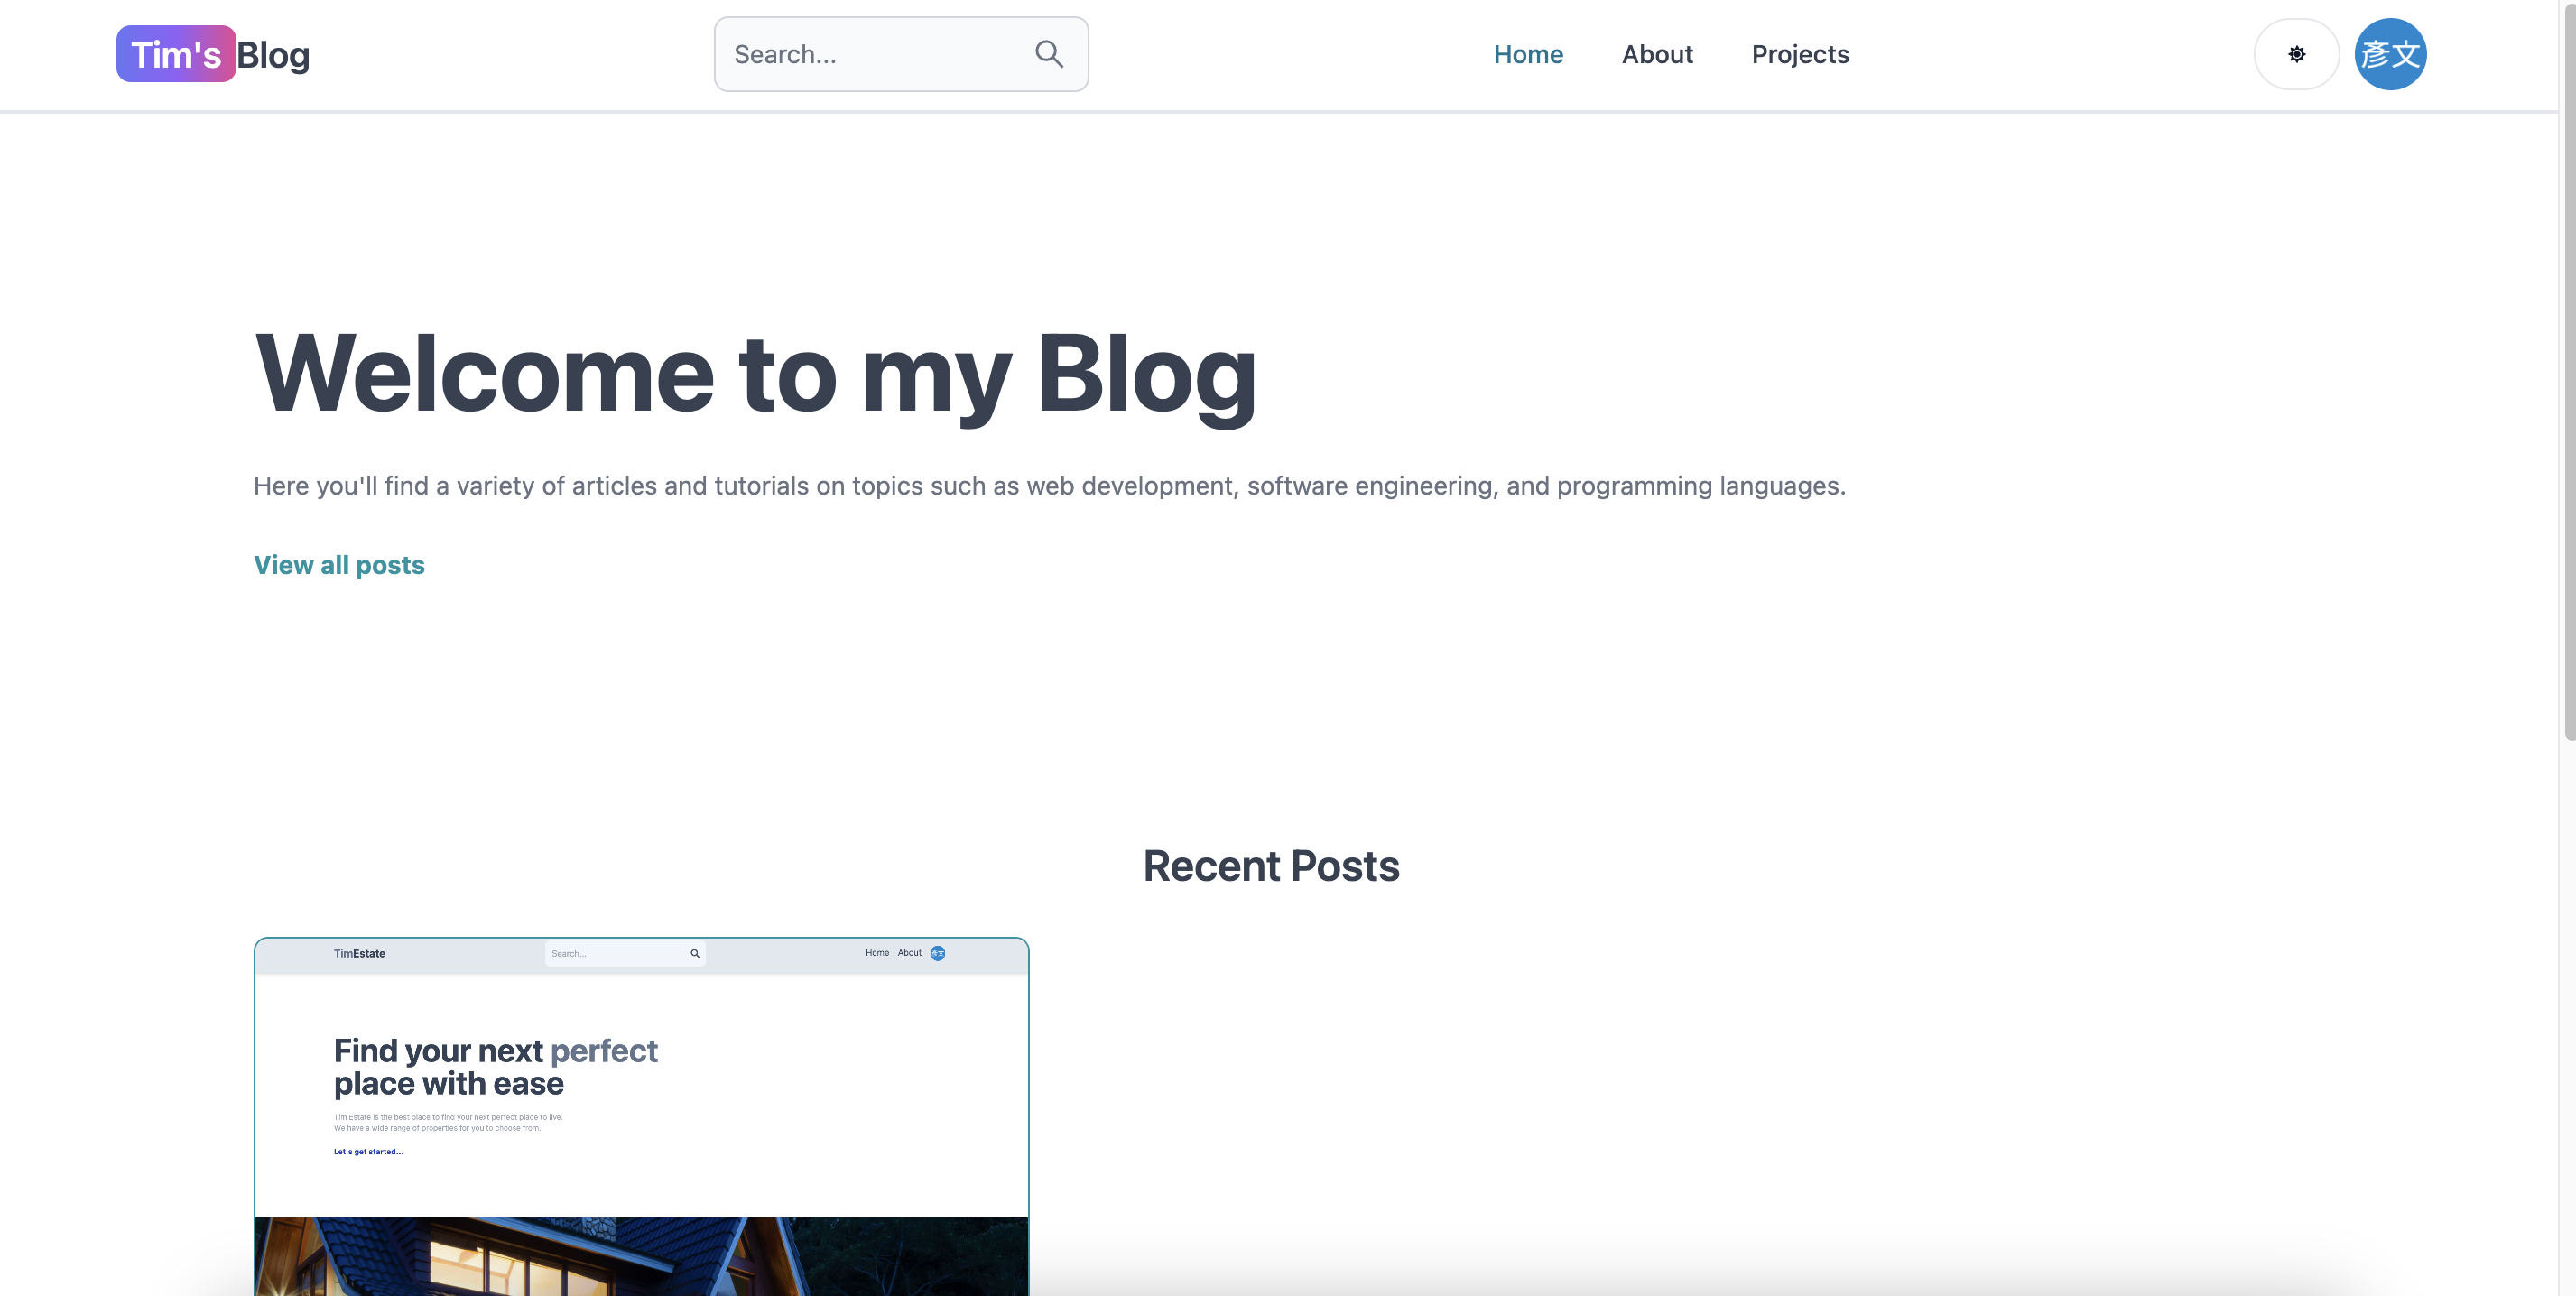 Tim's Blog
Search...
Home
About
Projects
彥文
Welcome to my Blog
Here you'll find a variety of articles and tutorials on topics such as web development, software engineering, and programming languages.
View all posts
Recent Posts
TimEstate
Search...
Home
About
彥文
Find your next perfect
place with ease
Tim Estate is the best place to find your next perfect place to live.
We have a wide range of properties for you to choose from.
Let's get started...